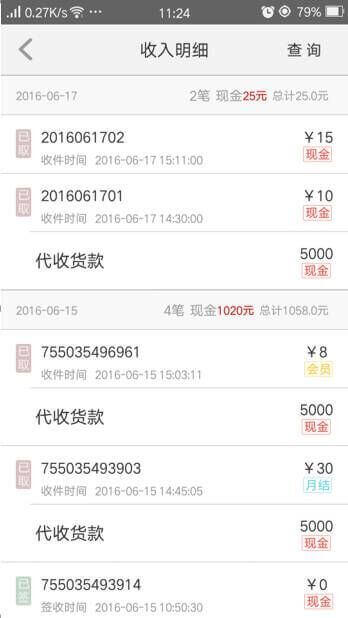 0.27K/s ... 11:24 79%
收入明细 查 询
2016-06-17 2笔 现金25元 总计25.0元
已取 2016061702 ￥15
收件时间 2016-06-17 15:11:00 现金
已取 2016061701 ￥10
收件时间 2016-06-17 14:30:00 现金
代收货款 5000
现金
2016-06-15 4笔 现金1020元 总计1058.0元
已取 755035496961 ￥8
收件时间 2016-06-15 15:03:11 会员
代收货款 5000
现金
已取 755035493903 ￥30
收件时间 2016-06-15 14:45:05 月结
代收货款 5000
现金
已签 755035493914 ￥0
签收时间 2016-06-15 10:50:30 现金